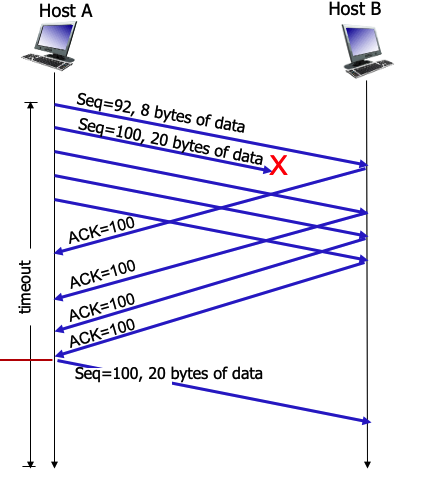 Host A
Host B
Seq=92, 8 bytes of data
Seq=100, 20 bytes of data
X
ACK=100
ACK=100
ACK=100
ACK=100
timeout
Seq=100, 20 bytes of data